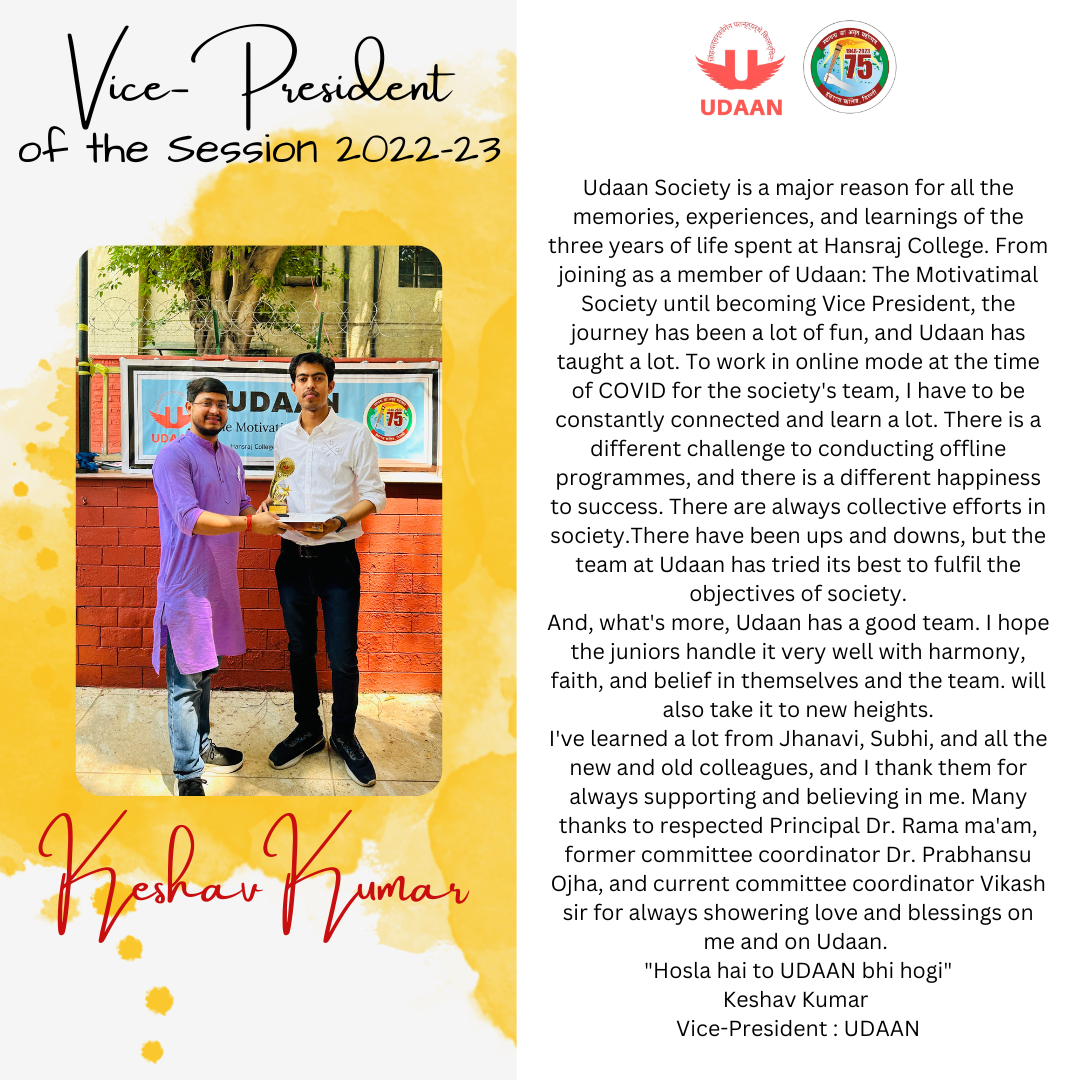 Vice- President
of the Session 2022-23
UDAAN
75
UDAAN
Hansraj College
75
Keshav Kumar
U
UDAAN
1948-2023
75
Udaan Society is a major reason for all the
memories, experiences, and learnings of the
three years of life spent at Hansraj College. From
joining as a member of Udaan: The Motivatimal
Society until becoming Vice President, the
journey has been a lot of fun, and Udaan has
taught a lot. To work in online mode at the time
of COVID for the society's team, I have to be
constantly connected and learn a lot. There is a
different challenge to conducting offline
programmes, and there is a different happiness
to success. There are always collective efforts in
society.There have been ups and downs, but the
team at Udaan has tried its best to fulfil the
objectives of society.
And, what's more, Udaan has a good team. I hope
the juniors handle it very well with harmony,
faith, and belief in themselves and the team. will
also take it to new heights.
I've learned a lot from Jhanavi, Subhi, and all the
new and old colleagues, and I thank them for
always supporting and believing in me. Many
thanks to respected Principal Dr. Rama ma'am,
former committee coordinator Dr. Prabhansu
Ojha, and current committee coordinator Vikash
sir for always showering love and blessings on
me and on Udaan.
"Hosla hai to UDAAN bhi hogi"
Keshav Kumar
Vice-President : UDAAN